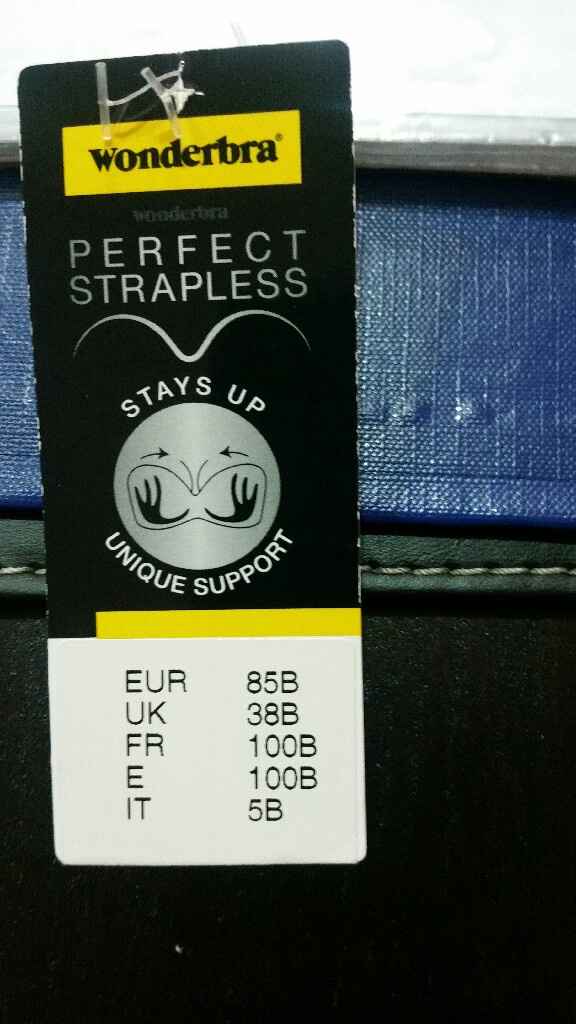 wonderbra®
wonderbra
PERFECT
STRAPLESS
STAYS UP
UNIQUE SUPPORT
EUR 85B
UK 38B
FR 100B
E 100B
IT 5B